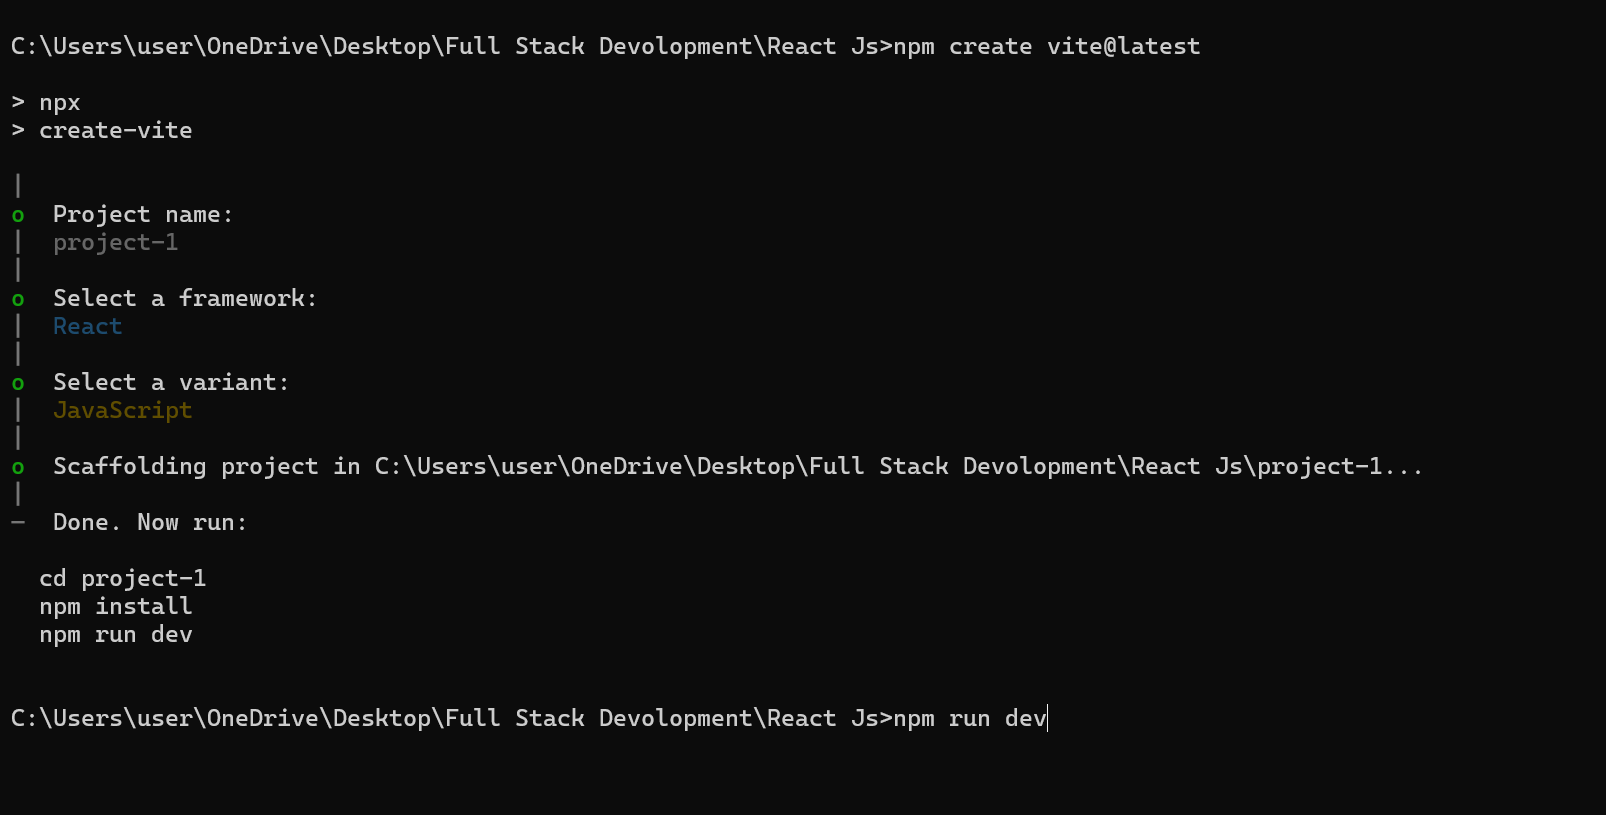 C:\Users\user\OneDrive\Desktop\Full Stack Devolopment\React Js>npm create vite@latest
> npx
> create-vite
|
o  Project name:
|  project-1
|
o  Select a framework:
|  React
|
o  Select a variant:
|  JavaScript
|
o  Scaffolding project in C:\Users\user\OneDrive\Desktop\Full Stack Devolopment\React Js\project-1...
|
—  Done. Now run:
cd project-1
npm install
npm run dev
C:\Users\user\OneDrive\Desktop\Full Stack Devolopment\React Js>npm run dev